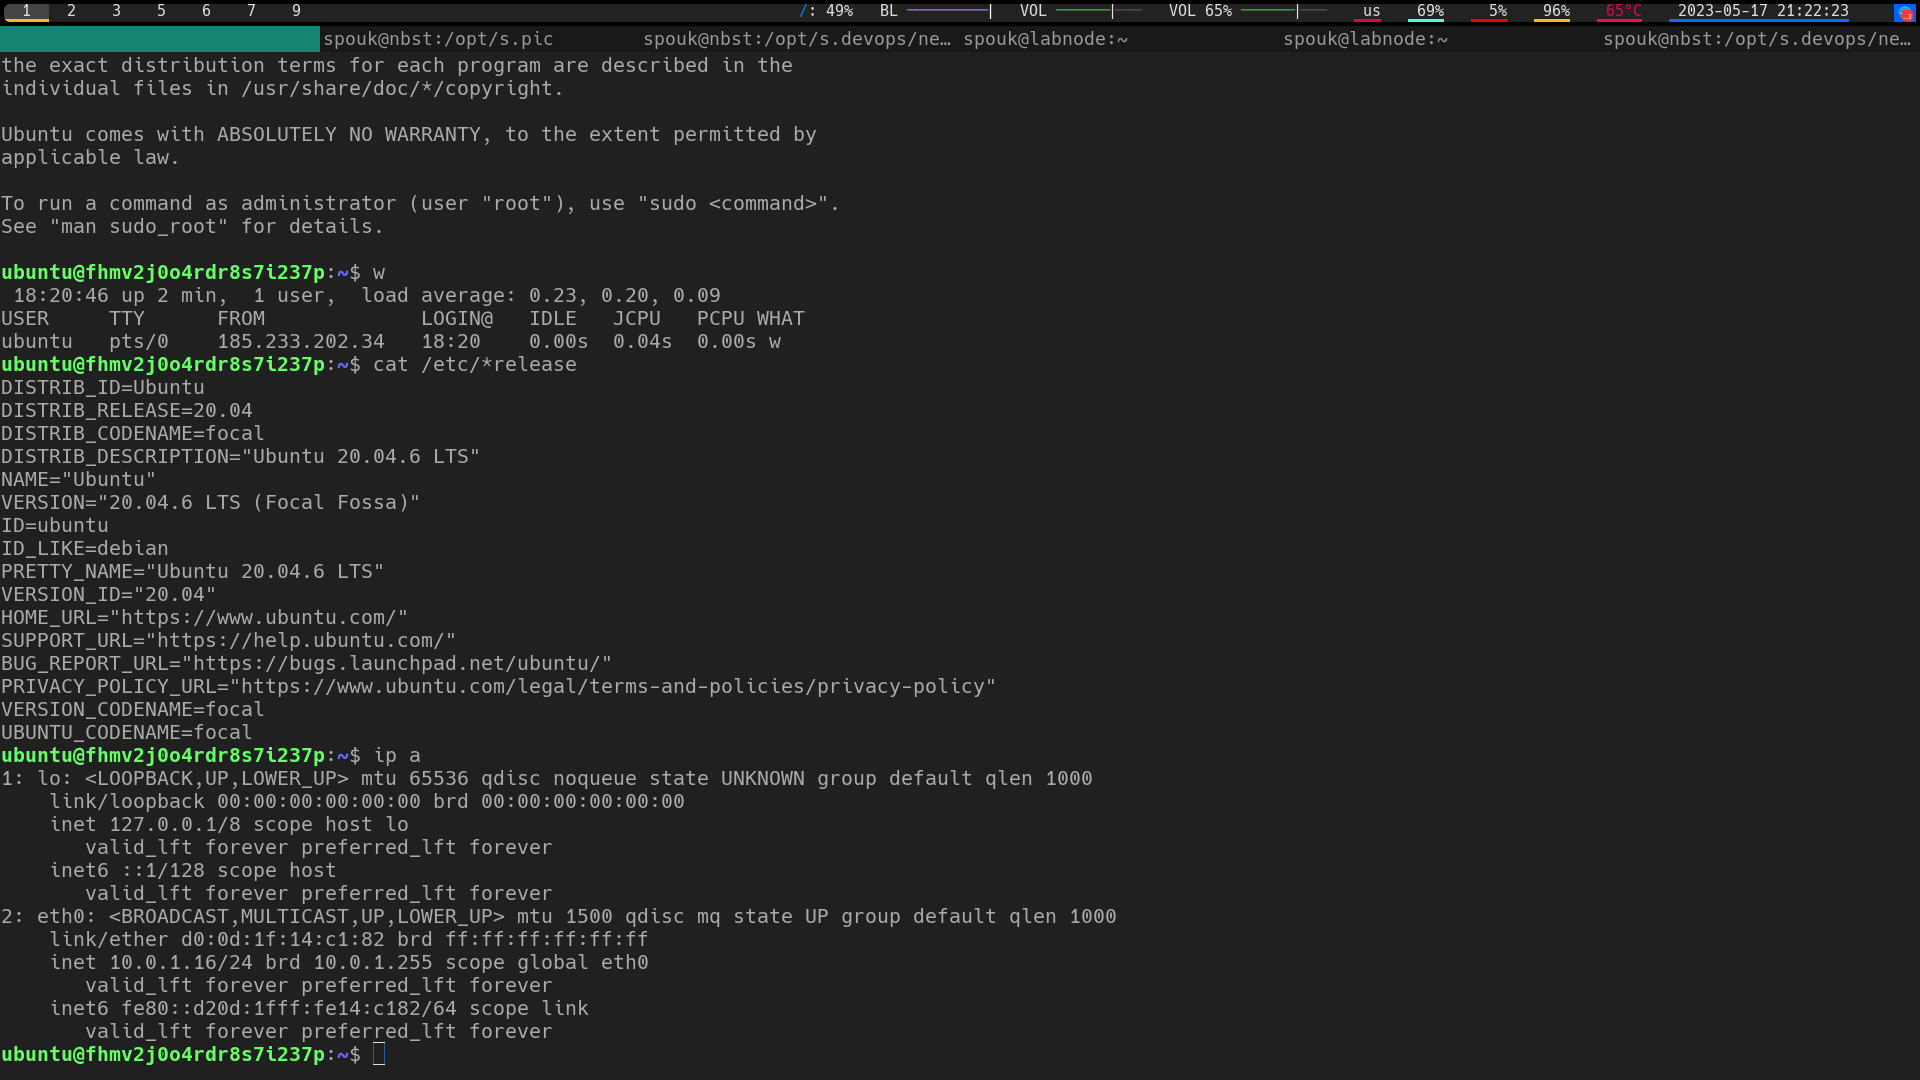 1 2 3 5 6 7 9 /: 49% BL VOL VOL 65% us 69% 5% 96% 65°C 2023-05-17 21:22:23
spouk@nbst:/opt/s.pic spouk@nbst:/opt/s.devops/ne… spouk@labnode:~ spouk@labnode:~ spouk@nbst:/opt/s.devops/ne…
the exact distribution terms for each program are described in the
individual files in /usr/share/doc/*/copyright.

Ubuntu comes with ABSOLUTELY NO WARRANTY, to the extent permitted by
applicable law.

To run a command as administrator (user "root"), use "sudo <command>".
See "man sudo_root" for details.

ubuntu@fhmv2j0o4rdr8s7i237p:~$ w
 18:20:46 up 2 min,  1 user,  load average: 0.23, 0.20, 0.09
USER     TTY      FROM             LOGIN@   IDLE   JCPU   PCPU WHAT
ubuntu   pts/0    185.233.202.34   18:20    0.00s  0.04s  0.00s w
ubuntu@fhmv2j0o4rdr8s7i237p:~$ cat /etc/*release
DISTRIB_ID=Ubuntu
DISTRIB_RELEASE=20.04
DISTRIB_CODENAME=focal
DISTRIB_DESCRIPTION="Ubuntu 20.04.6 LTS"
NAME="Ubuntu"
VERSION="20.04.6 LTS (Focal Fossa)"
ID=ubuntu
ID_LIKE=debian
PRETTY_NAME="Ubuntu 20.04.6 LTS"
VERSION_ID="20.04"
HOME_URL="https://www.ubuntu.com/"
SUPPORT_URL="https://help.ubuntu.com/"
BUG_REPORT_URL="https://bugs.launchpad.net/ubuntu/"
PRIVACY_POLICY_URL="https://www.ubuntu.com/legal/terms-and-policies/privacy-policy"
VERSION_CODENAME=focal
UBUNTU_CODENAME=focal
ubuntu@fhmv2j0o4rdr8s7i237p:~$ ip a
1: lo: <LOOPBACK,UP,LOWER_UP> mtu 65536 qdisc noqueue state UNKNOWN group default qlen 1000
    link/loopback 00:00:00:00:00:00 brd 00:00:00:00:00:00
    inet 127.0.0.1/8 scope host lo
       valid_lft forever preferred_lft forever
    inet6 ::1/128 scope host
       valid_lft forever preferred_lft forever
2: eth0: <BROADCAST,MULTICAST,UP,LOWER_UP> mtu 1500 qdisc mq state UP group default qlen 1000
    link/ether d0:0d:1f:14:c1:82 brd ff:ff:ff:ff:ff:ff
    inet 10.0.1.16/24 brd 10.0.1.255 scope global eth0
       valid_lft forever preferred_lft forever
    inet6 fe80::d20d:1fff:fe14:c182/64 scope link
       valid_lft forever preferred_lft forever
ubuntu@fhmv2j0o4rdr8s7i237p:~$